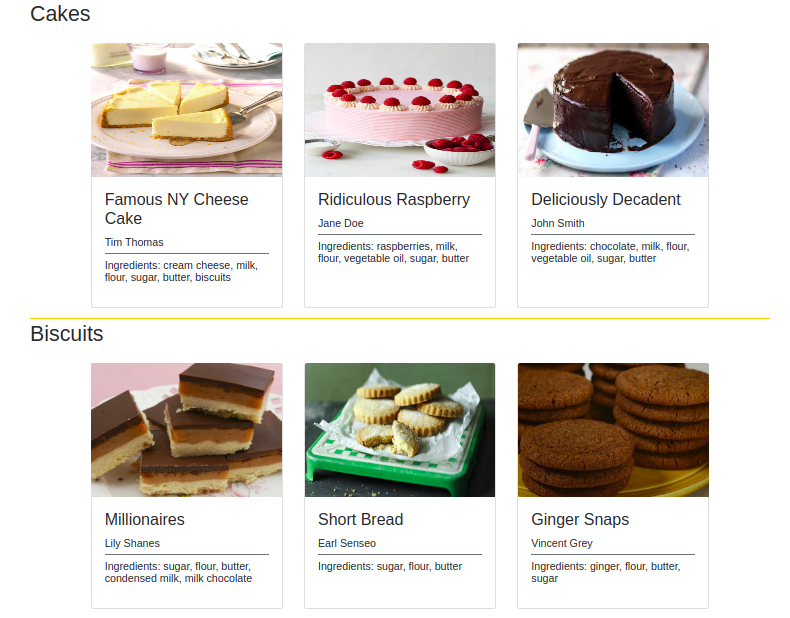 Cakes
Famous NY Cheese
Cake
Tim Thomas
Ingredients: cream cheese, milk,
flour, sugar, butter, biscuits
Ridiculous Raspberry
Jane Doe
Ingredients: raspberries, milk,
flour, vegetable oil, sugar, butter
Deliciously Decadent
John Smith
Ingredients: chocolate, milk, flour,
vegetable oil, sugar, butter
Biscuits
Millionaires
Lily Shanes
Ingredients: sugar, flour, butter,
condensed milk, milk chocolate
Short Bread
Earl Senseo
Ingredients: sugar, flour, butter
Ginger Snaps
Vincent Grey
Ingredients: ginger, flour, butter,
sugar